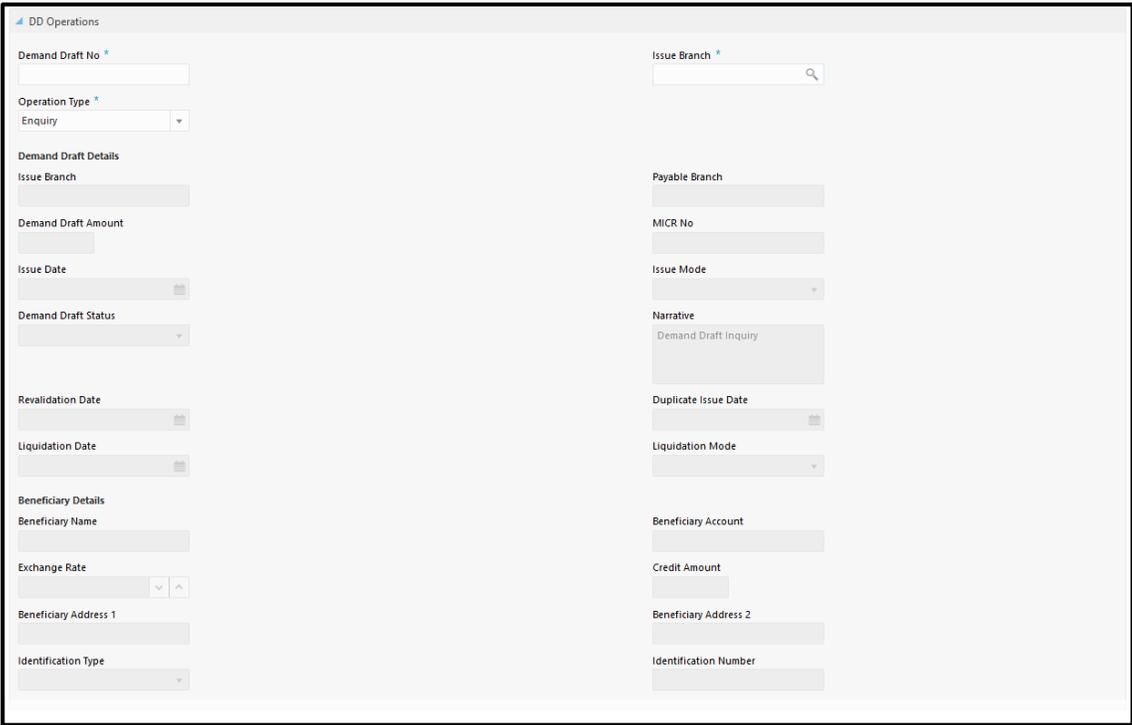 DD Operations
Demand Draft No *
Issue Branch *
Operation Type *
Enquiry
Demand Draft Details
Issue Branch
Payable Branch
Demand Draft Amount
MICR No
Issue Date
Issue Mode
Demand Draft Status
Narrative
Demand Draft Inquiry
Revalidation Date
Duplicate Issue Date
Liquidation Date
Liquidation Mode
Beneficiary Details
Beneficiary Name
Beneficiary Account
Exchange Rate
Credit Amount
Beneficiary Address 1
Beneficiary Address 2
Identification Type
Identification Number